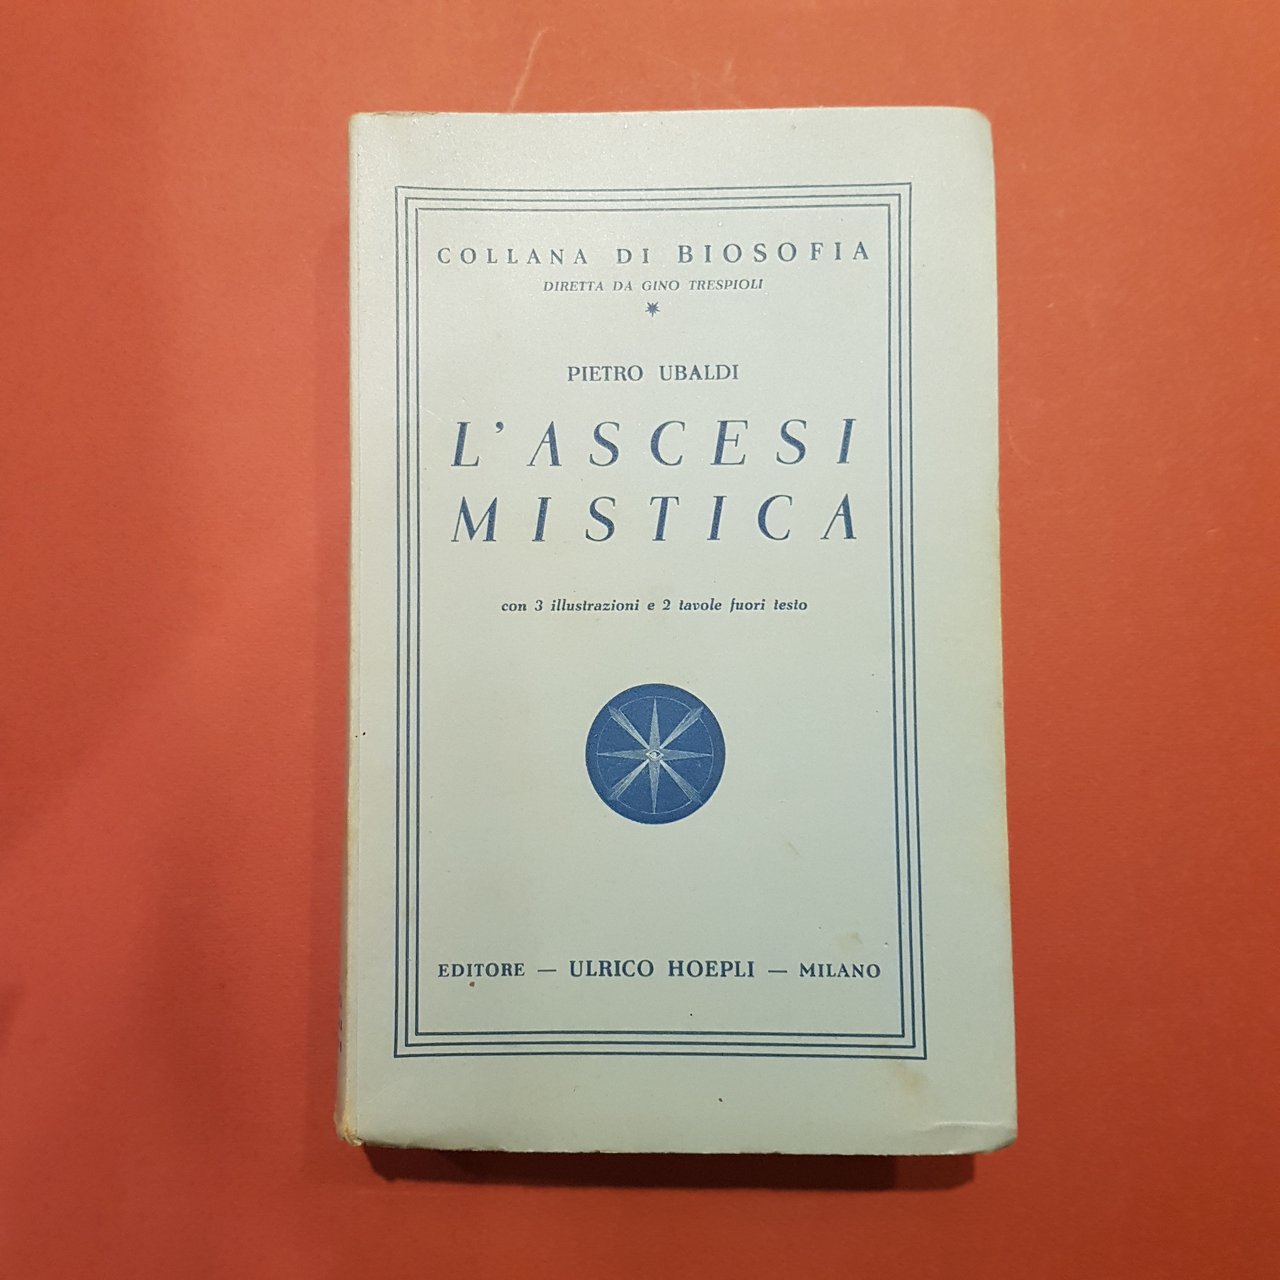 COLLANA DI BIOSOFIA
DIRETTA DA GINO TRESPIOLI
PIETRO UBALDI
L'ASCESI
MISTICA
con 3 illustrazioni e 2 tavole fuori testo
EDITORE — ULRICO HOEPLI — MILANO